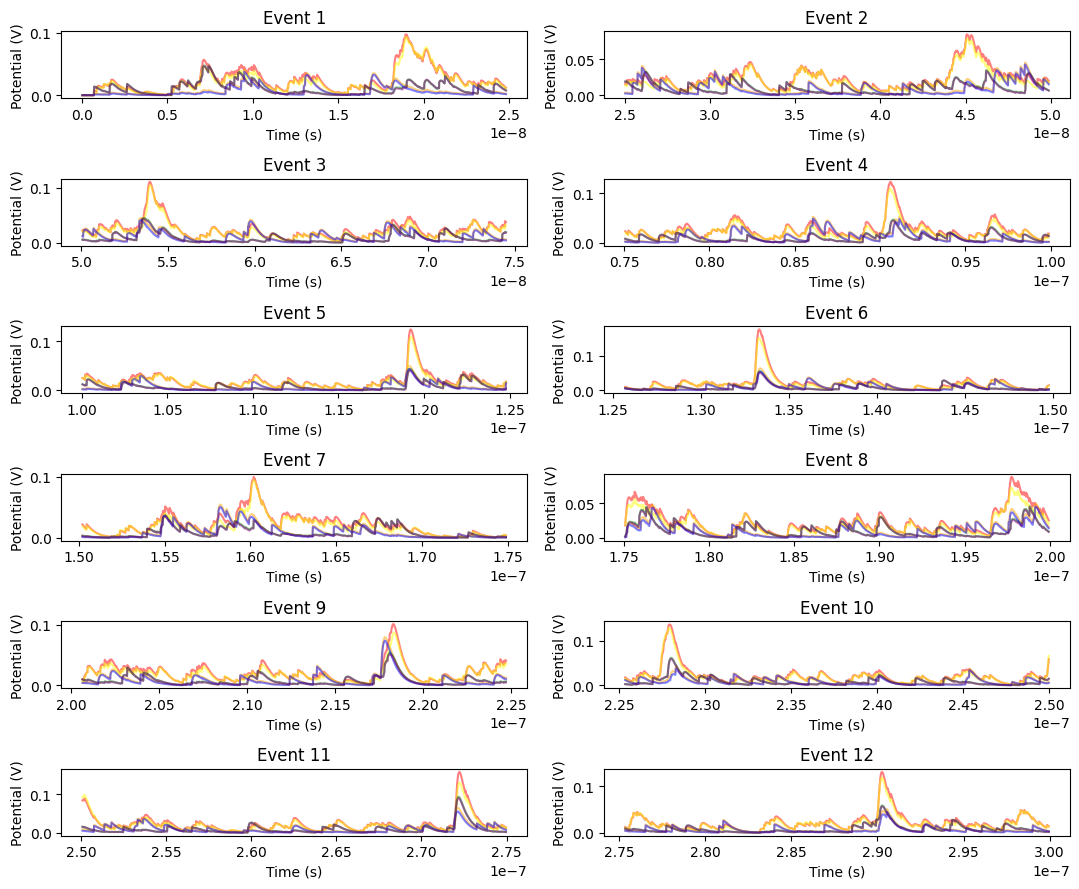 Event 1
Potential (V)
0.1
0.0
0.0 0.5 1.0 1.5 2.0 2.5
Time (s)
1e−8
Event 2
Potential (V)
0.05
0.00
2.5 3.0 3.5 4.0 4.5 5.0
Time (s)
1e−8
Event 3
Potential (V)
0.1
0.0
5.0 5.5 6.0 6.5 7.0 7.5
Time (s)
1e−8
Event 4
Potential (V)
0.1
0.0
0.75 0.80 0.85 0.90 0.95 1.00
Time (s)
1e−7
Event 5
Potential (V)
0.1
0.0
1.00 1.05 1.10 1.15 1.20 1.25
Time (s)
1e−7
Event 6
Potential (V)
0.1
0.0
1.25 1.30 1.35 1.40 1.45 1.50
Time (s)
1e−7
Event 7
Potential (V)
0.1
0.0
1.50 1.55 1.60 1.65 1.70 1.75
Time (s)
1e−7
Event 8
Potential (V)
0.05
0.00
1.75 1.80 1.85 1.90 1.95 2.00
Time (s)
1e−7
Event 9
Potential (V)
0.1
0.0
2.00 2.05 2.10 2.15 2.20 2.25
Time (s)
1e−7
Event 10
Potential (V)
0.1
0.0
2.25 2.30 2.35 2.40 2.45 2.50
Time (s)
1e−7
Event 11
Potential (V)
0.1
0.0
2.50 2.55 2.60 2.65 2.70 2.75
Time (s)
1e−7
Event 12
Potential (V)
0.1
0.0
2.75 2.80 2.85 2.90 2.95 3.00
Time (s)
1e−7